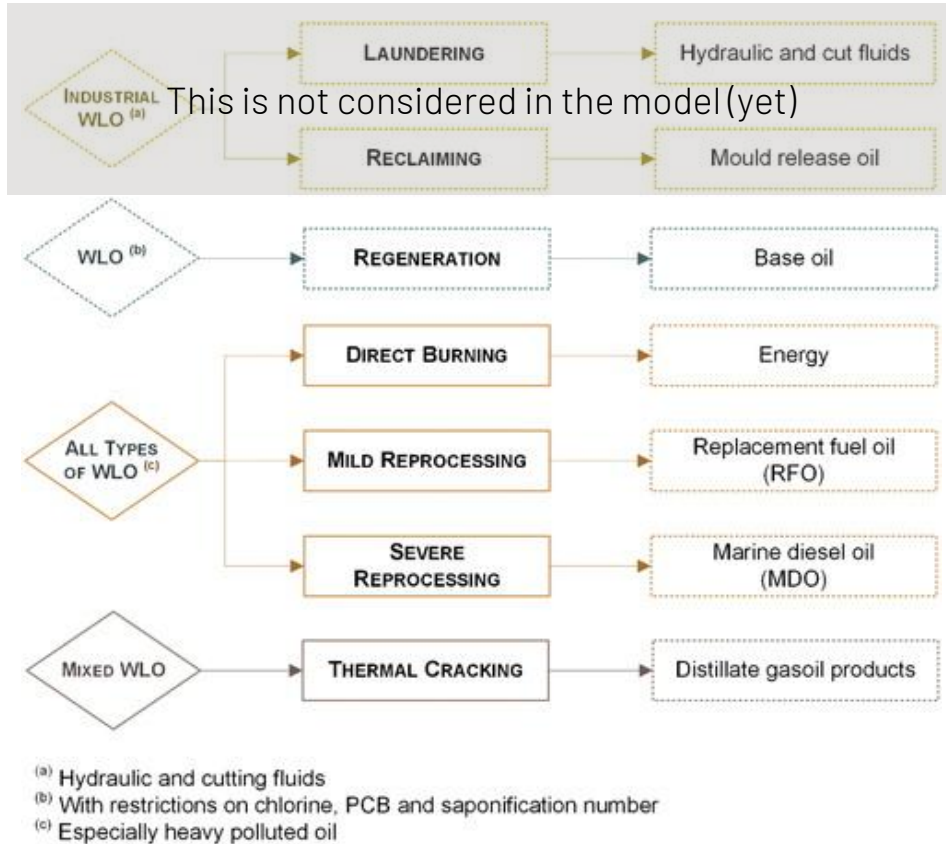 LAUNDERING
Hydraulic and cut fluids
INDUSTRIAL
WLO (a)
This is not considered in the model (yet)
RECLAIMING
Mould release oil
WLO (b)
REGENERATION
Base oil
DIRECT BURNING
Energy
ALL TYPES
OF WLO (c)
MILD REPROCESSING
Replacement fuel oil
(RFO)
SEVERE
REPROCESSING
Marine diesel oil
(MDO)
MIXED WLO
THERMAL CRACKING
Distillate gasoil products
(a) Hydraulic and cutting fluids
(b) With restrictions on chlorine, PCB and saponification number
(c) Especially heavy polluted oil